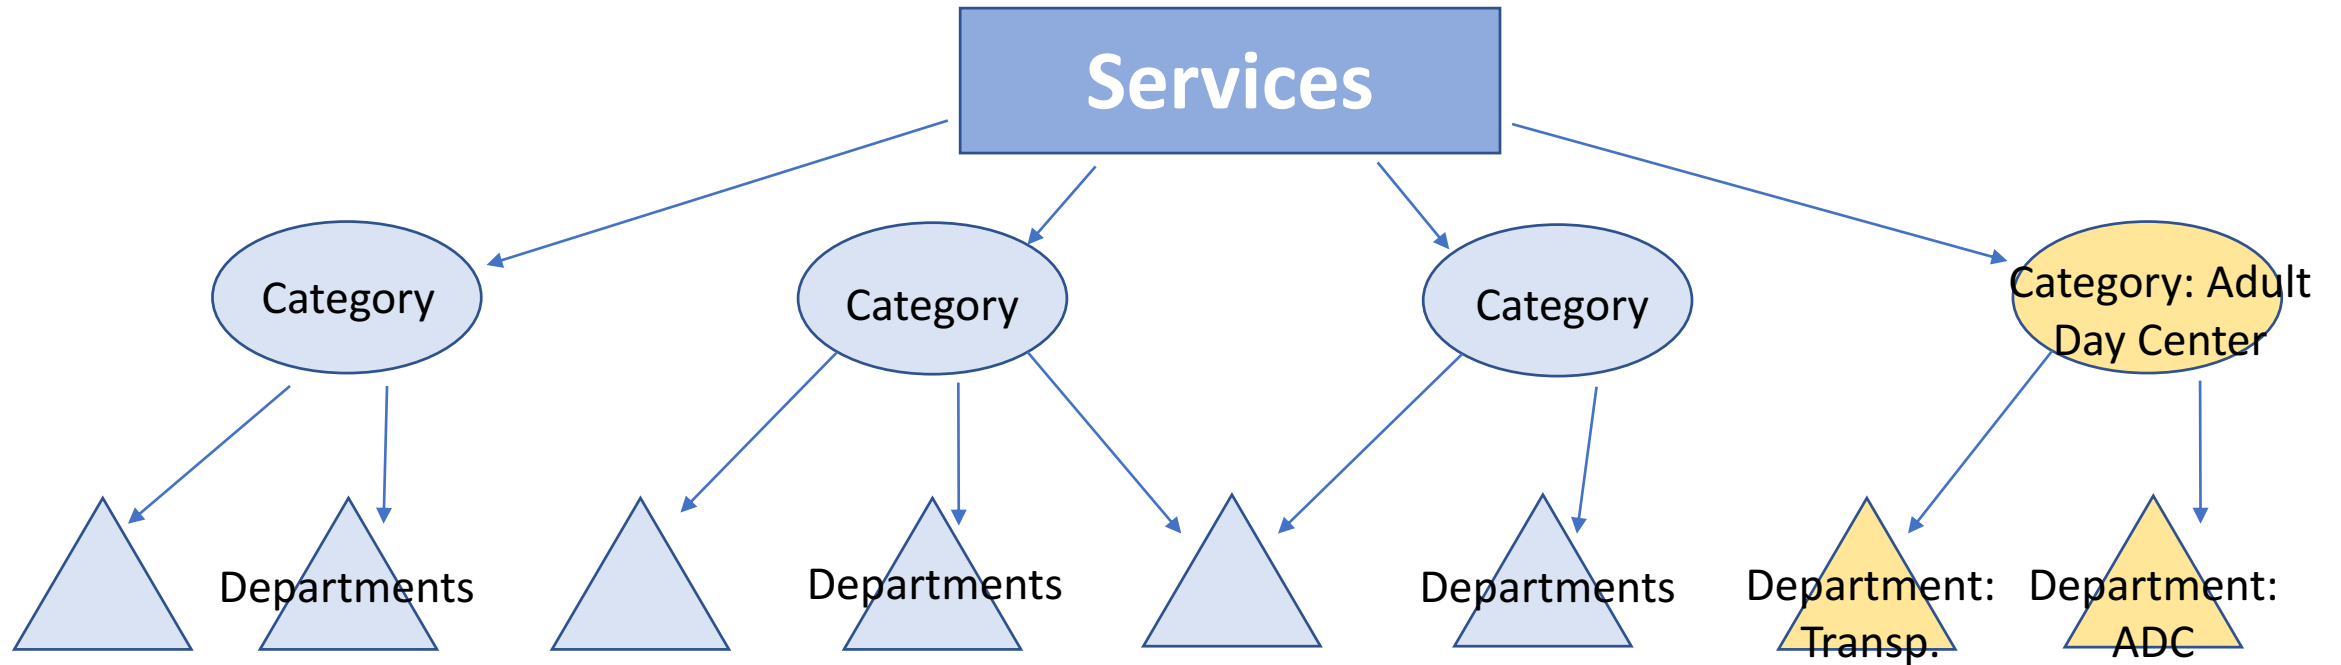 Services
Category
Category
Category
Category: Adult
Day Center
Departments
Departments
Departments
Department:
Transp.
Department:
ADC